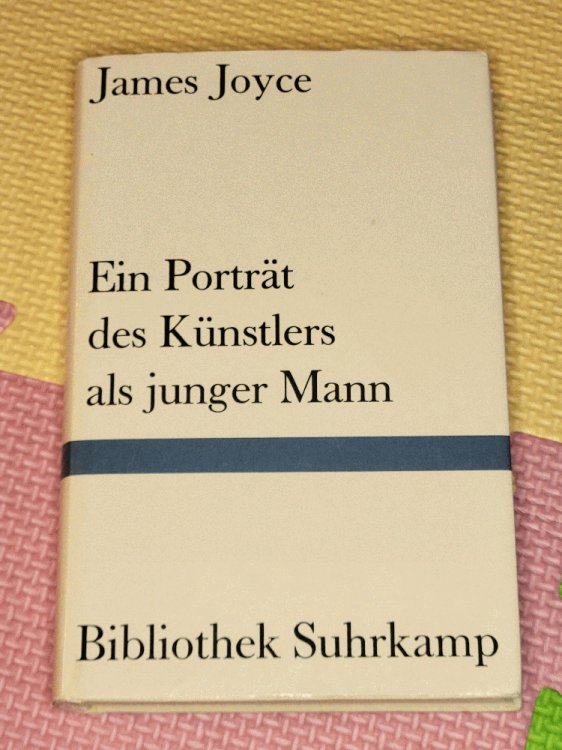 James Joyce
Ein Porträt
des Künstlers
als junger Mann
Bibliothek Suhrkamp